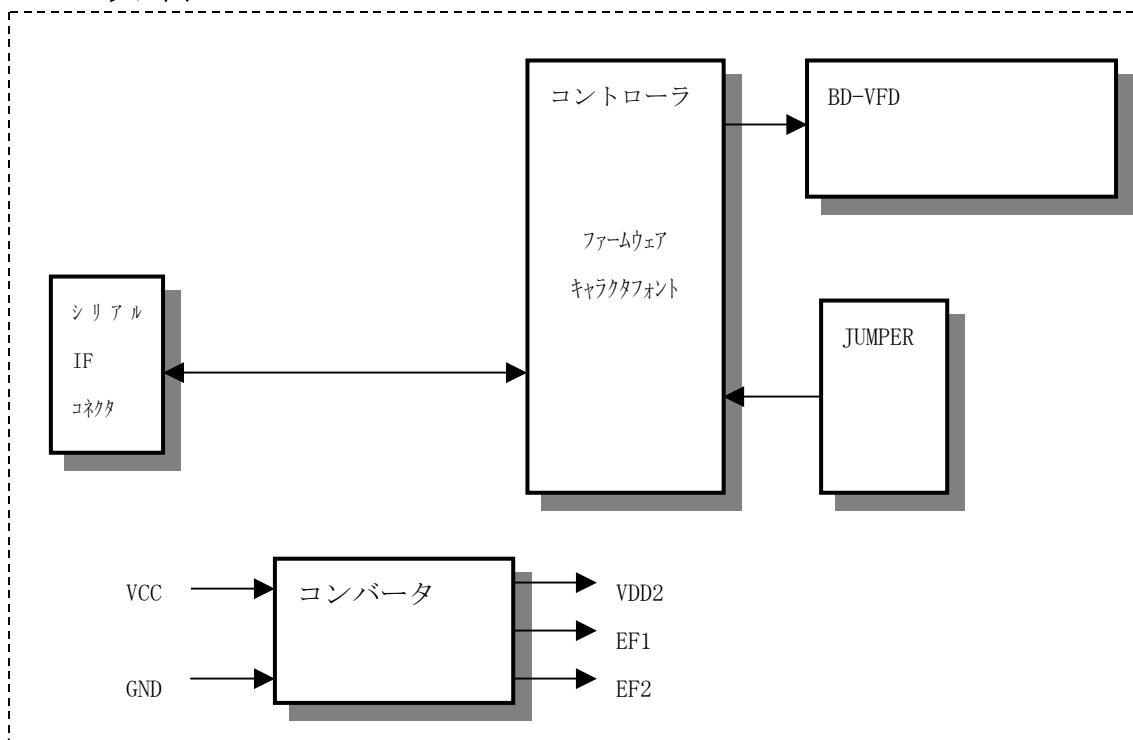 コントローラ
BD-VFD
ファームウェア
キャラクタフォント
シリアル
IF
コネクタ
JUMPER
VCC
コンバータ
VDD2
EF1
GND
EF2